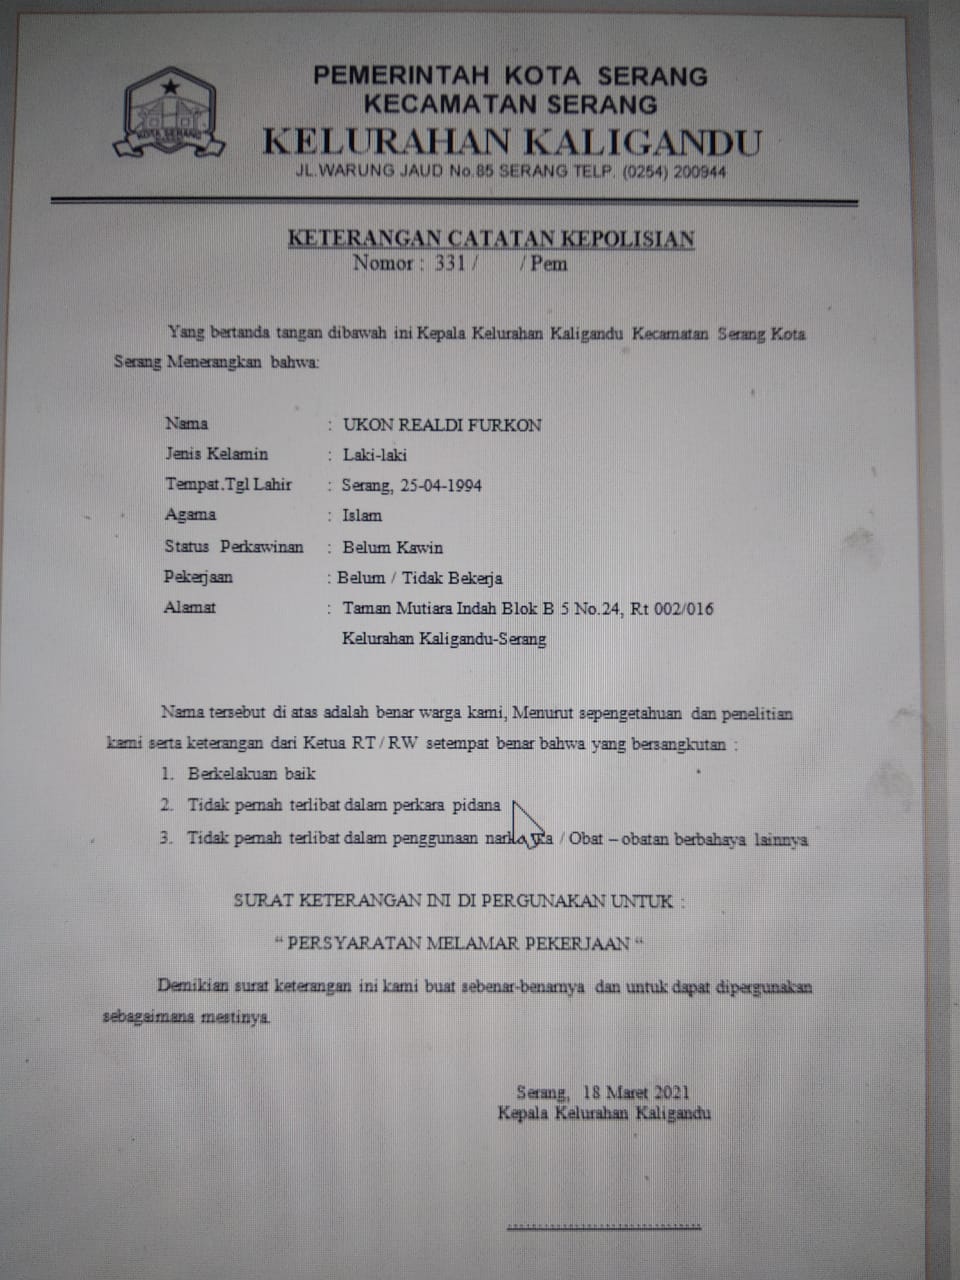 PEMERINTAH KOTA SERANG
KECAMATAN SERANG
KELURAHAN KALIGANDU
JL.WARUNG JAUD No.85 SERANG TELP. (0254) 200944
KOTA SERANG
KETERANGAN CATATAN KEPOLISIAN
Nomor : 331 / / Pem
Yang bertanda tangan dibawah ini Kepala Kelurahan Kaligandu Kecamatan Serang Kota
Serang Menerangkan bahwa:
Nama : UKON REALDI FURKON
Jenis Kelamin : Laki-laki
Tempat.Tgl Lahir : Serang, 25-04-1994
Agama : Islam
Status Perkawinan : Belum Kawin
Pekerjaan : Belum / Tidak Bekerja
Alamat : Taman Mutiara Indah Blok B 5 No.24, Rt 002/016
Kelurahan Kaligandu-Serang
Nama tersebut di atas adalah benar warga kami, Menurut sepengetahuan dan penelitian
kami serta keterangan dari Ketua RT/RW setempat benar bahwa yang bersangkutan :
1. Berkelakuan baik
2. Tidak pernah terlibat dalam perkara pidana
3. Tidak pernah terlibat dalam penggunaan narkoba / Obat – obatan berbahaya lainnya
SURAT KETERANGAN INI DI PERGUNAKAN UNTUK :
“ PERSYARATAN MELAMAR PEKERJAAN “
Demikian surat keterangan ini kami buat sebenar-benarnya dan untuk dapat dipergunakan
sebagaimana mestinya.
Serang, 18 Maret 2021
Kepala Kelurahan Kaligandu